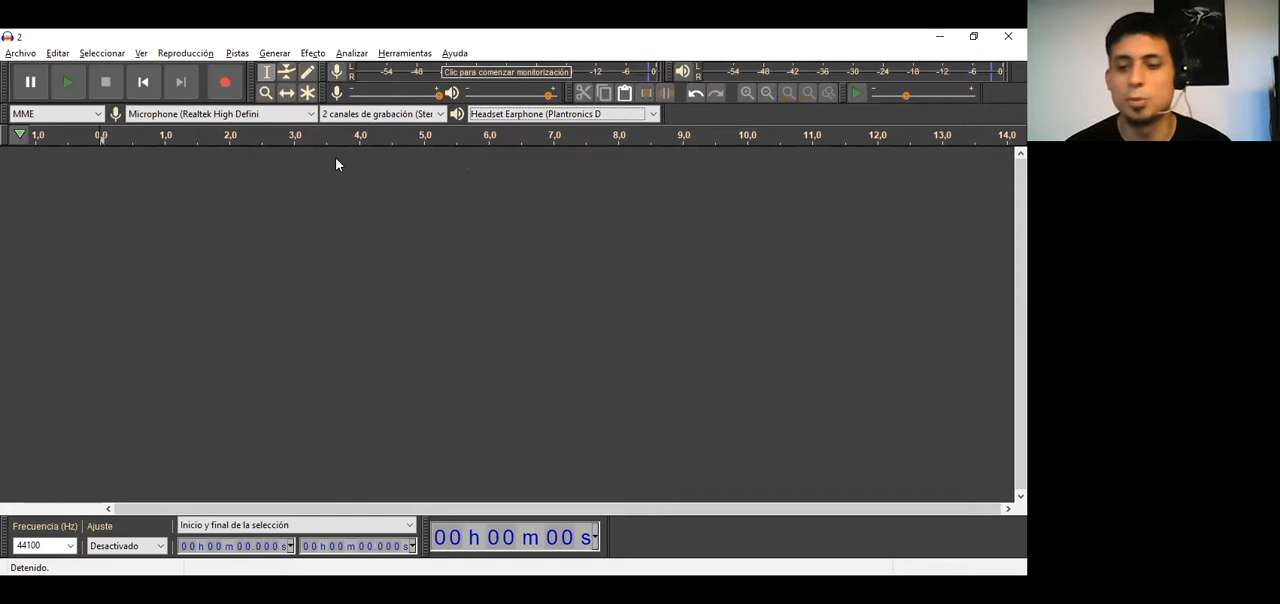 2
Archivo Editar Seleccionar Ver Reproducción Pistas Generar Efecto Analizar Herramientas Ayuda
L R -54 -48 Clic para comenzar monitorización -12 -6 0 L R -54 -48 -42 -36 -30 -24 -18 -12 -6 0
- + - + - +
MME Microphone (Realtek High Defini 2 canales de grabación (Ster Headset Earphone (Plantronics D
1,0 0,0 1,0 2,0 3,0 4,0 5,0 6,0 7,0 8,0 9,0 10,0 11,0 12,0 13,0 14,0
Frecuencia (Hz) Ajuste Inicio y final de la selección
44100 Desactivado 00 h 00 m 00.000 s 00 h 00 m 00.000 s 00 h 00 m 00 s
Detenido.